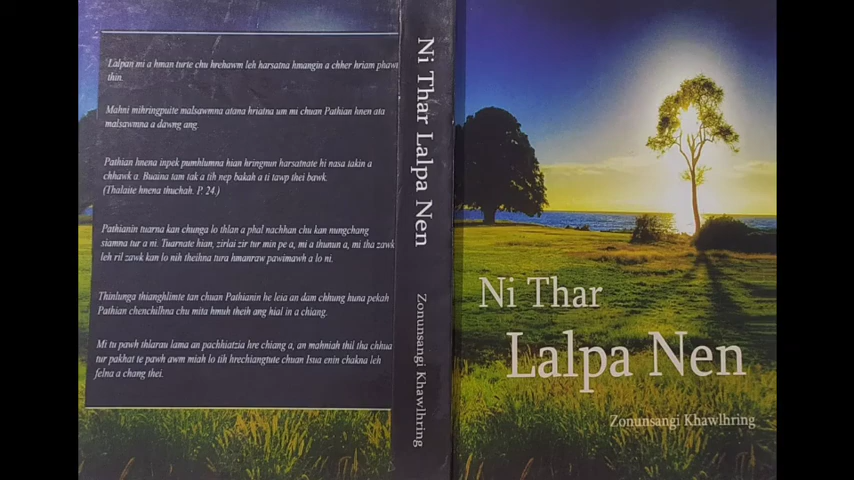 Lalpan mi a hman turte chu hrehawm leh harsatna hmangin a chher hriam phawt
thin.
Mahni mihringpuite malsawmna atana hriatna um mi chuan Pathian hnen ata
malsawmna a dawng ang.
Pathian hnena inpek pumhlumna hian hringnun harsatnate hi nasa takin a
chhawk a. Buaina tam tak a tih nep bakah a ti tawp thei bawk.
(Thalaite hnena thuchah. P. 24.)
Pathianin tuarna kan chunga lo thlan a phal nachhan chu kan nungchang
siamna tur a ni. Tuarnate hian, zirlai zir tur min pe a, mi a thunun a, mi tha zawk
leh ril zawk kan lo nih theihna tura hmanraw pawimawh a lo ni.
Thinlunga thianghlimte tan chuan Pathianin he leia an dam chhung huna pekah
Pathian chenchilhna chu mita hmuh theih ang hial in a chiang.
Mi tu pawh thlarau lama an pachhiatzia hre chiang a, an mahniah thil tha chhua
tur pakhat te pawh awm miah lo tih hrechiangtute chuan Isua enin chakna leh
felna a chang thei.
Ni Thar Lalpa Nen
Zonunsangi Khawlhring
Ni Thar
Lalpa Nen
Zonunsangi Khawlhring